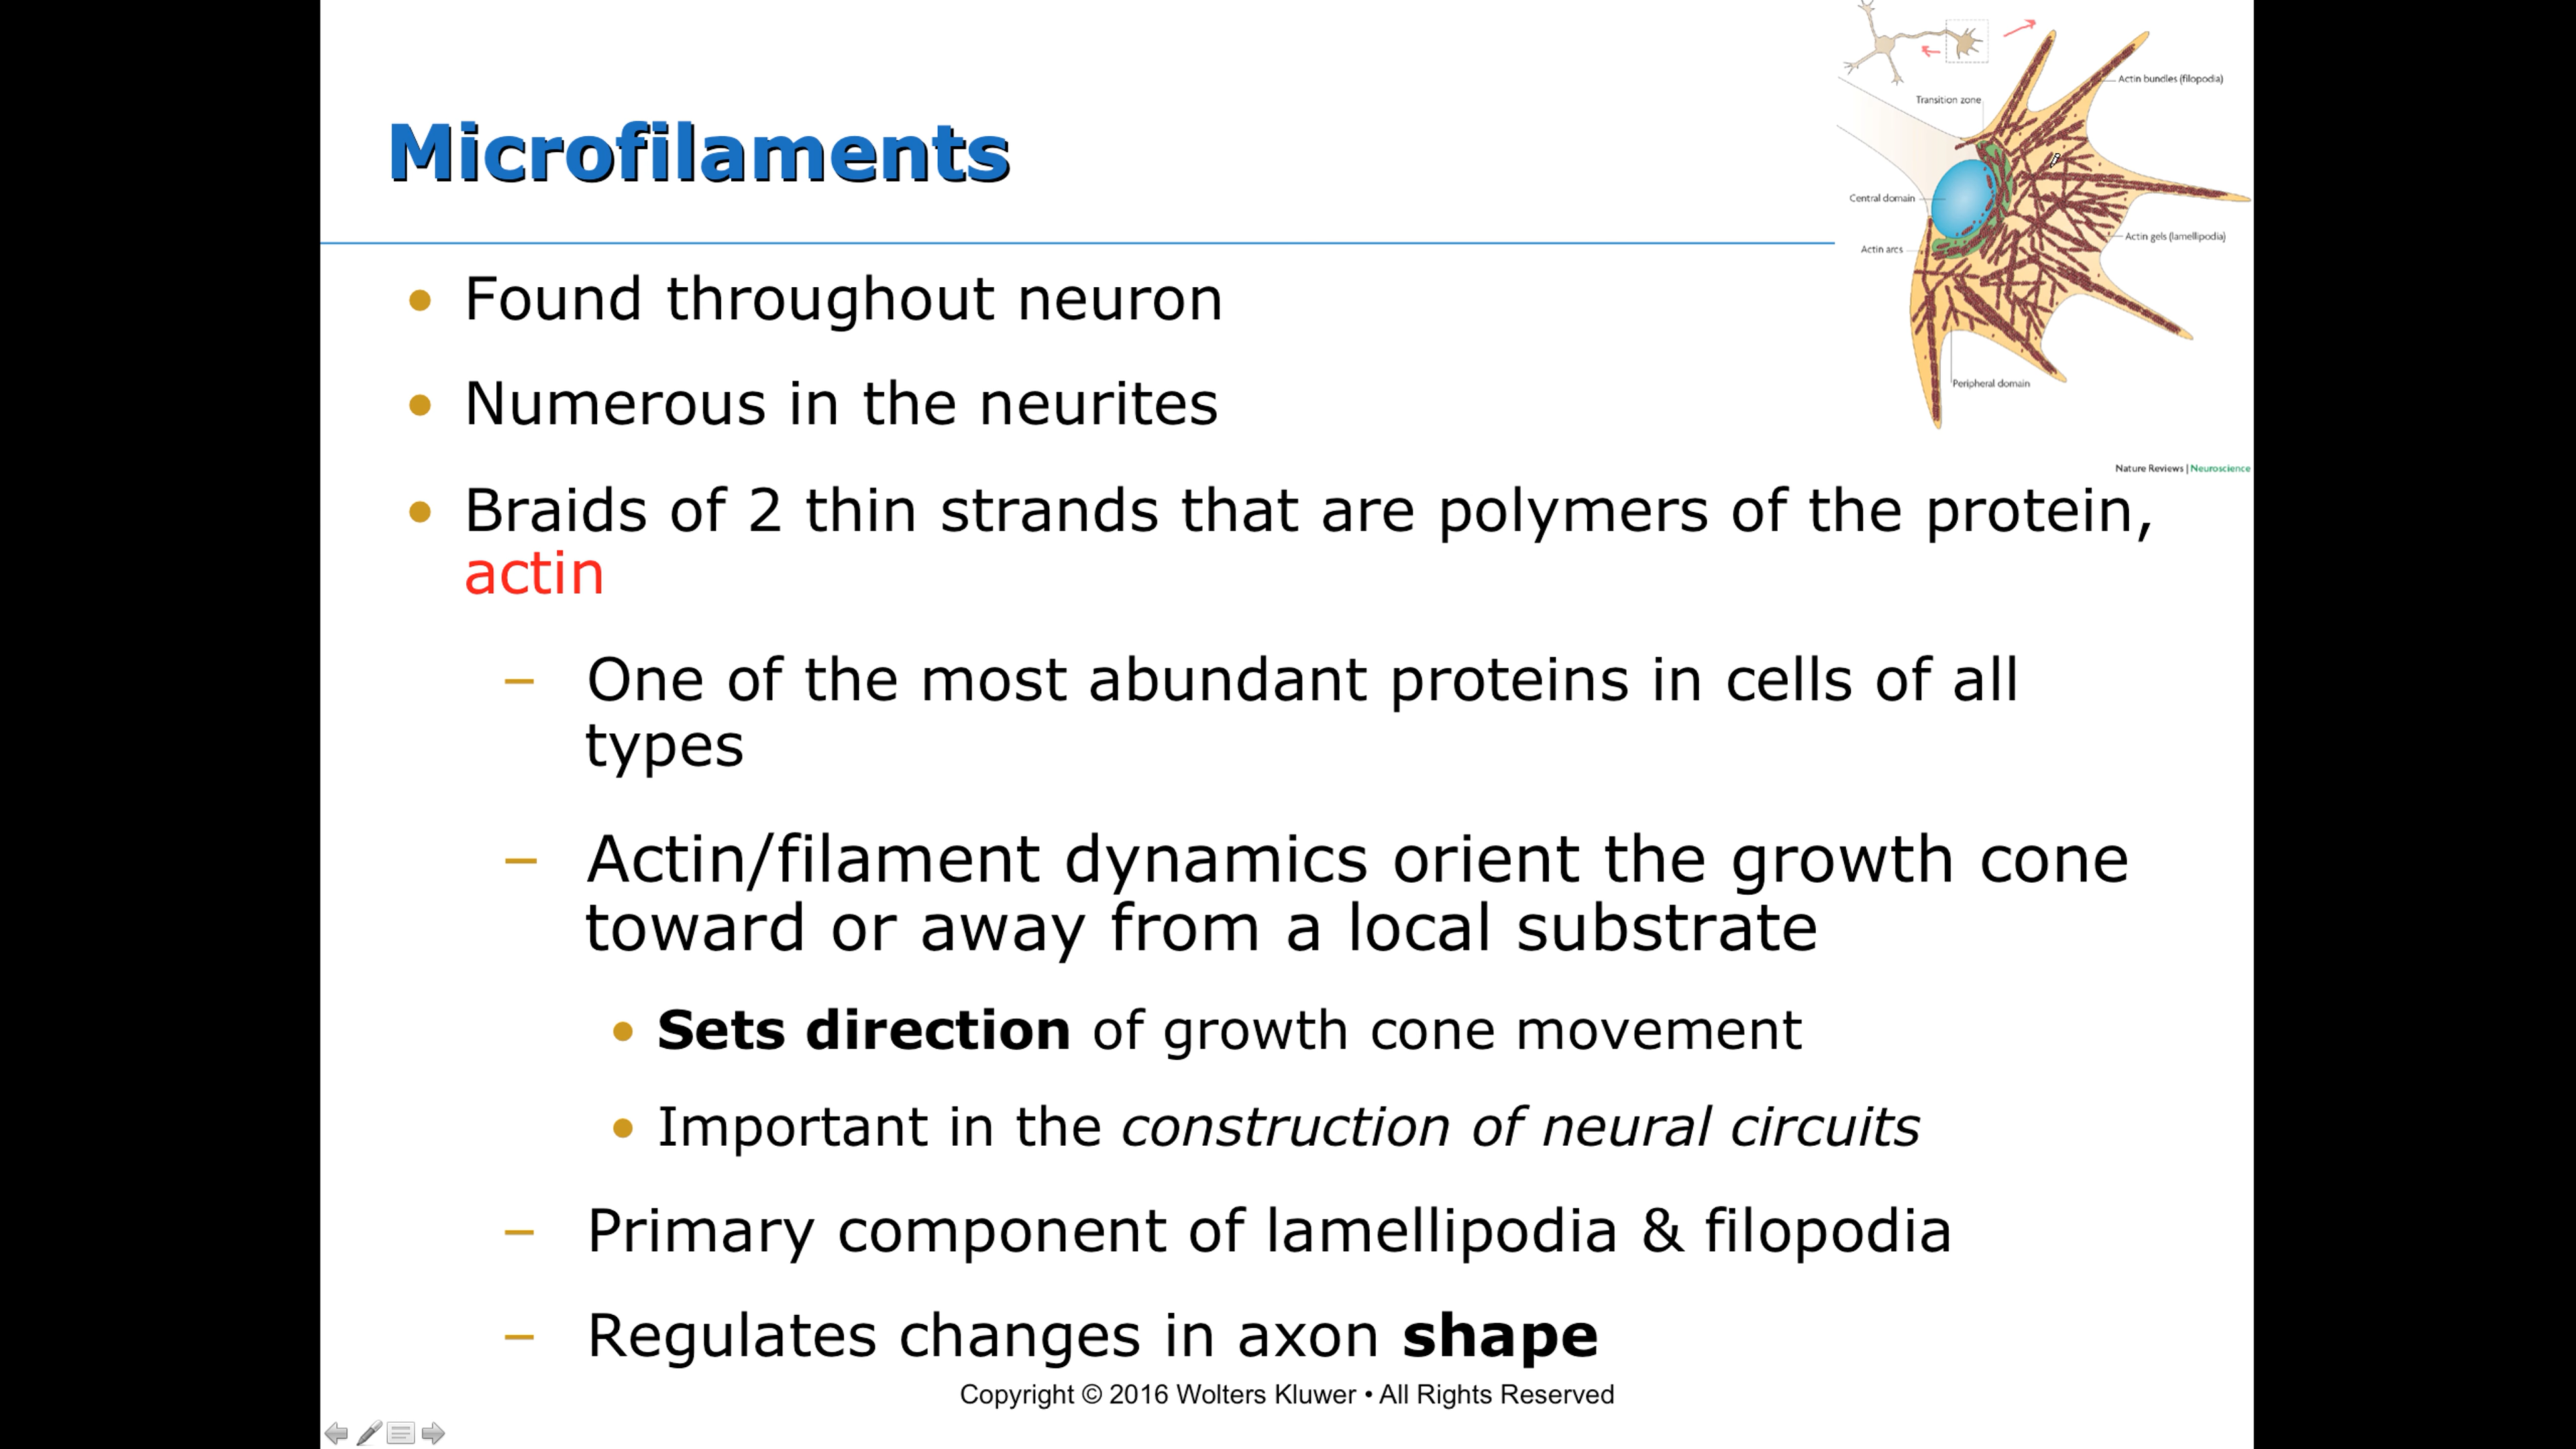 Microfilaments
Transition zone
Actin bundles (filopodia)
Central domain
Actin arcs
Actin gels (lamellipodia)
Peripheral domain
Nature Reviews | Neuroscience
• Found throughout neuron
• Numerous in the neurites
• Braids of 2 thin strands that are polymers of the protein,
actin
– One of the most abundant proteins in cells of all
types
– Actin/filament dynamics orient the growth cone
toward or away from a local substrate
• Sets direction of growth cone movement
• Important in the construction of neural circuits
– Primary component of lamellipodia & filopodia
– Regulates changes in axon shape
Copyright © 2016 Wolters Kluwer • All Rights Reserved